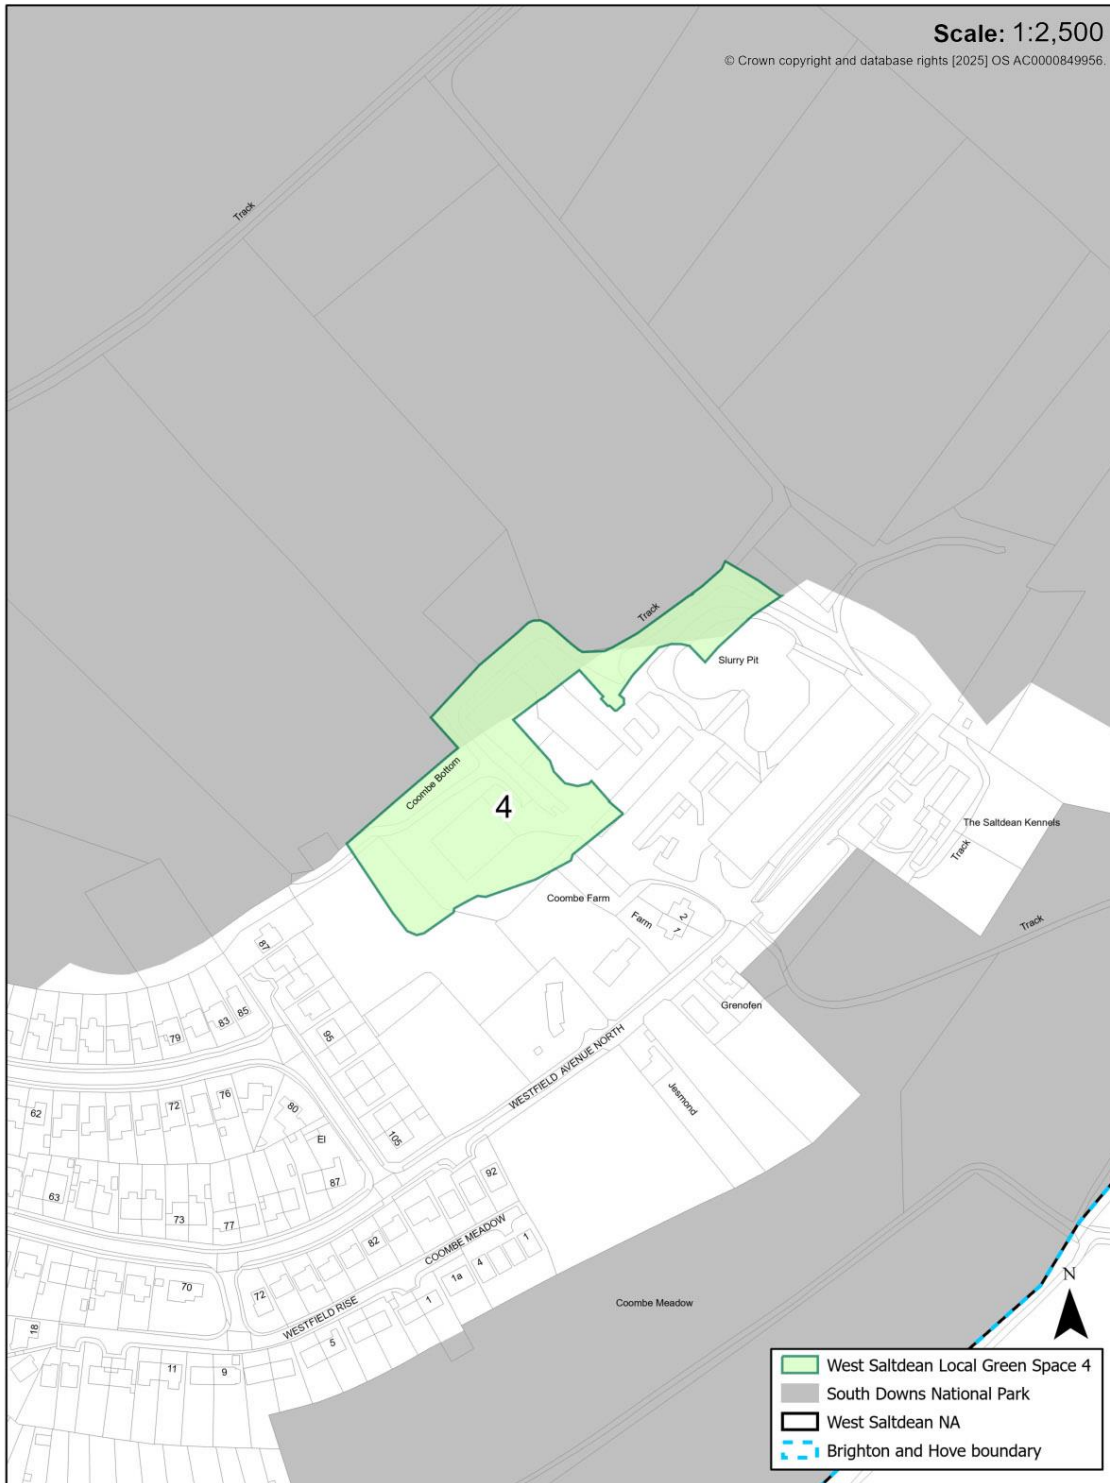 Scale: 1:2,500
© Crown copyright and database rights [2025] OS AC0000849956.
Track
Track
Slurry Pit
Coombe Bottom
4
The Saltdean Kennels
Track
Coombe Farm
Farm
2
1
Track
87
Grenofen
79
83
85
95
WESTFIELD AVENUE NORTH
Jesmond
62
72
76
80
El
105
87
92
63
73
77
82
COOMBE MEADOW
1
4
1a
70
72
1
WESTFIELD RISE
Coombe Meadow
18
5
11
9
N
West Saltdean Local Green Space 4
South Downs National Park
West Saltdean NA
Brighton and Hove boundary